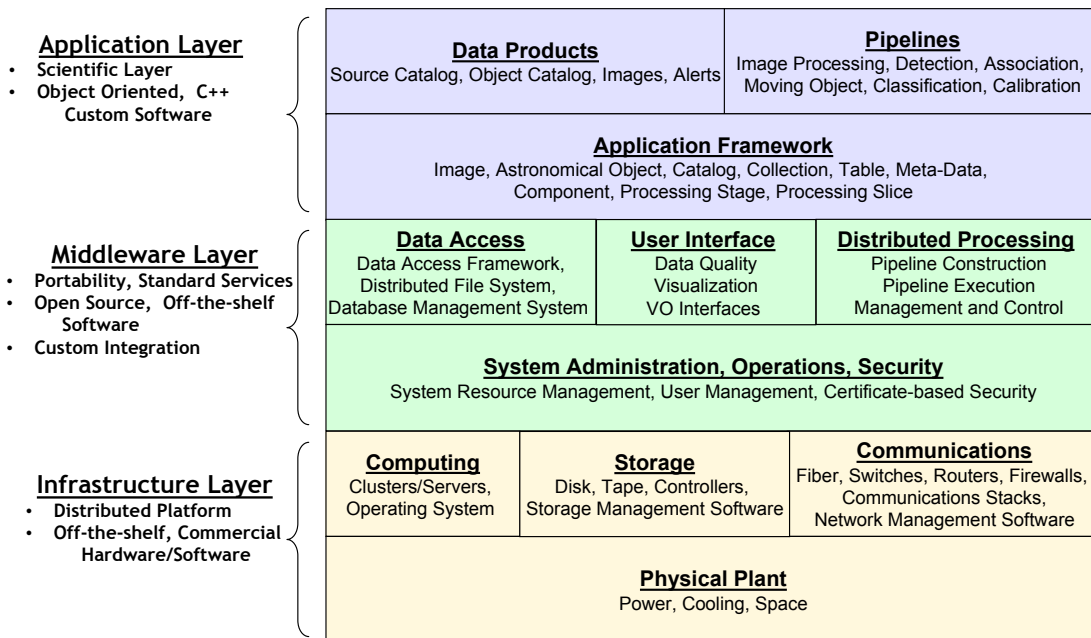 Application Layer
• Scientific Layer
• Object Oriented, C++
Custom Software
Data Products
Source Catalog, Object Catalog, Images, Alerts
Pipelines
Image Processing, Detection, Association,
Moving Object, Classification, Calibration
Application Framework
Image, Astronomical Object, Catalog, Collection, Table, Meta-Data,
Component, Processing Stage, Processing Slice
Middleware Layer
• Portability, Standard Services
• Open Source, Off-the-shelf
Software
• Custom Integration
Data Access
Data Access Framework,
Distributed File System,
Database Management System
User Interface
Data Quality
Visualization
VO Interfaces
Distributed Processing
Pipeline Construction
Pipeline Execution
Management and Control
System Administration, Operations, Security
System Resource Management, User Management, Certificate-based Security
Infrastructure Layer
• Distributed Platform
• Off-the-shelf, Commercial
Hardware/Software
Computing
Clusters/Servers,
Operating System
Storage
Disk, Tape, Controllers,
Storage Management Software
Communications
Fiber, Switches, Routers, Firewalls,
Communications Stacks,
Network Management Software
Physical Plant
Power, Cooling, Space